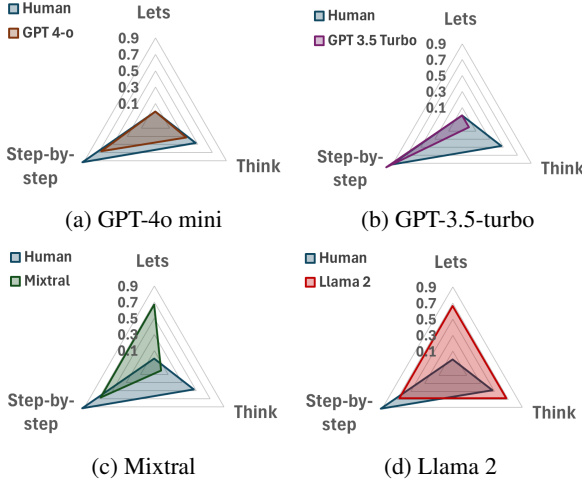 Human
GPT 4-o
Lets
0.9
0.7
0.5
0.3
0.1
Step-by-
step
Think
(a) GPT-4o mini
Human
GPT 3.5 Turbo
Lets
0.9
0.7
0.5
0.3
0.1
Step-by-
step
Think
(b) GPT-3.5-turbo
Human
Mixtral
Lets
0.9
0.7
0.5
0.3
0.1
Step-by-
step
Think
(c) Mixtral
Human
Llama 2
Lets
0.9
0.7
0.5
0.3
0.1
Step-by-
step
Think
(d) Llama 2